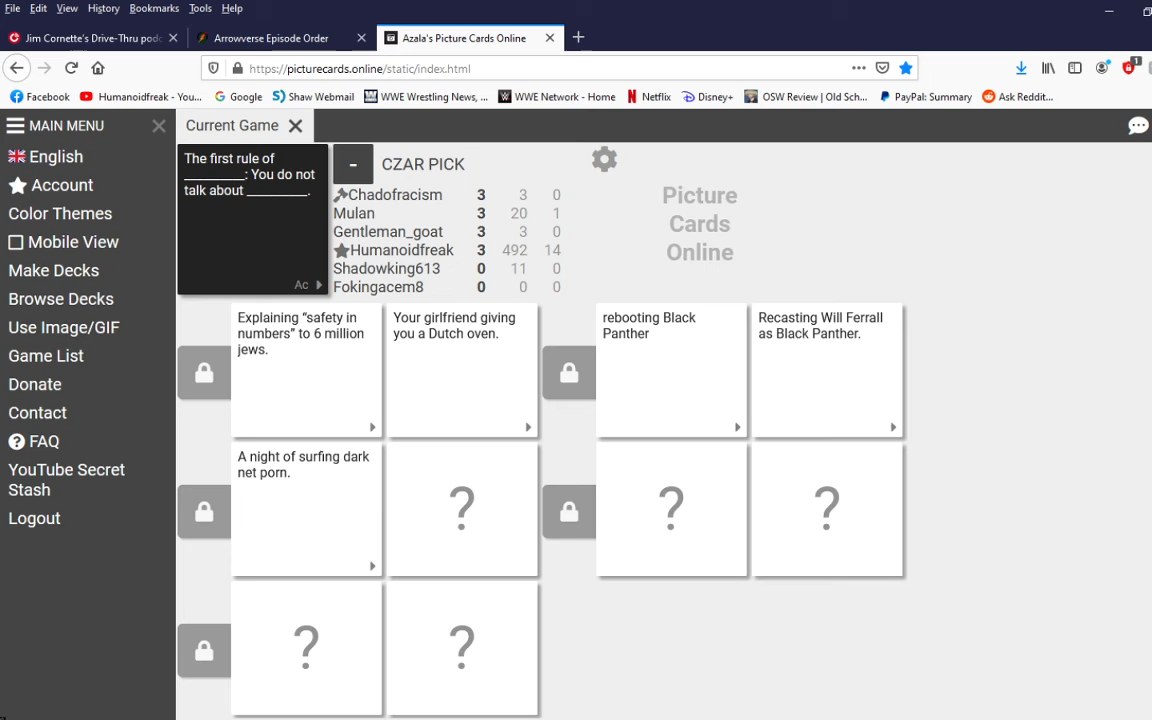 File Edit View History Bookmarks Tools Help
Jim Cornette's Drive-Thru pod
Arrowverse Episode Order
Azala's Picture Cards Online
https://picturecards.online/static/index.html
1
Facebook
Humanoidfreak - You...
Google
Shaw Webmail
WWE Wrestling News, ...
WWE Network - Home
Netflix
Disney+
OSW Review | Old Sch...
PayPal: Summary
Ask Reddit...
MAIN MENU
English
Account
Color Themes
Mobile View
Make Decks
Browse Decks
Use Image/GIF
Game List
Donate
Contact
FAQ
YouTube Secret
Stash
Logout
Current Game
The first rule of
________: You do not
talk about ________.
Ac
-
CZAR PICK
Chadofracism 3 3 0
Mulan 3 20 1
Gentleman_goat 3 3 0
Humanoidfreak 3 492 14
Shadowking613 0 11 0
Fokingacem8 0 0 0
Picture
Cards
Online
Explaining “safety in
numbers” to 6 million
jews.
Your girlfriend giving
you a Dutch oven.
rebooting Black
Panther
Recasting Will Ferrall
as Black Panther.
A night of surfing dark
net porn.
?
?
?
?
?